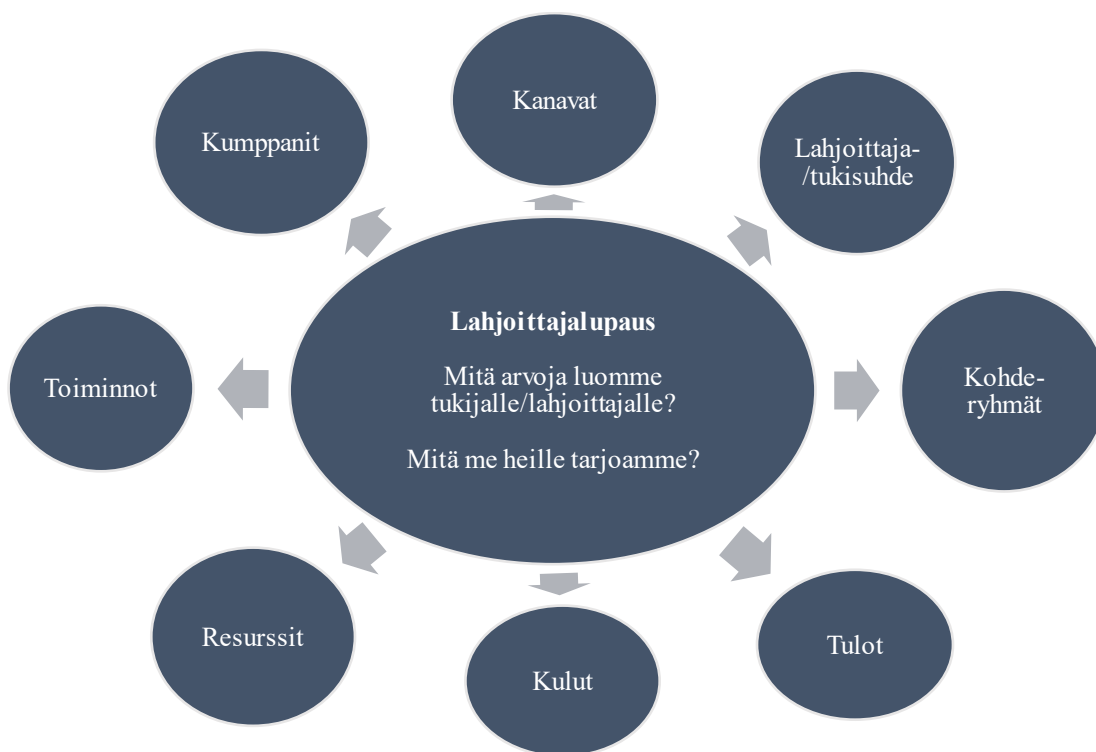 Kanavat
Kumppanit
Lahjoittaja-
/tukisuhde
Lahjoittajalupaus
Mitä arvoja luomme
tukijalle/lahjoittajalle?
Mitä me heille tarjoamme?
Toiminnot
Kohde-
ryhmät
Resurssit
Kulut
Tulot